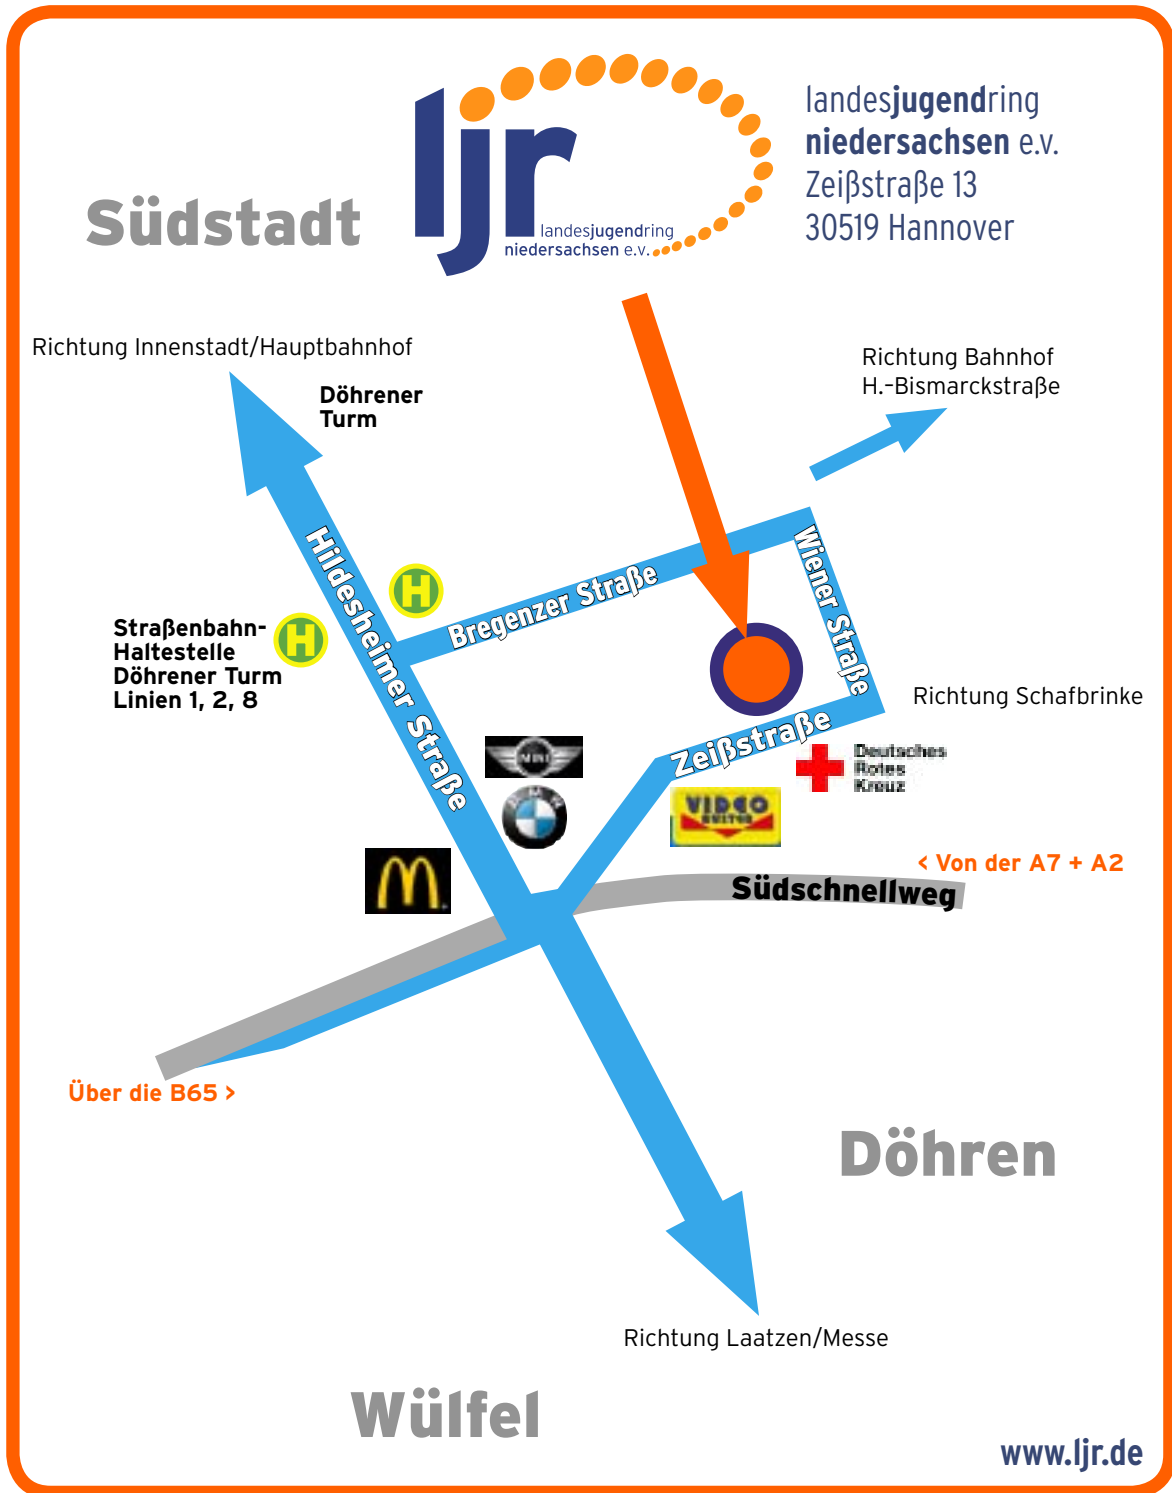 ljr
landesjugendring
niedersachsen e.v.
landesjugendring
niedersachsen e.v.
Zeißstraße 13
30519 Hannover
Südstadt
Richtung Innenstadt/Hauptbahnhof
Döhrener
Turm
Richtung Bahnhof
H.-Bismarckstraße
Hildesheimer Straße
H
Bregenzer Straße
Wiener Straße
H
Straßenbahn-
Haltestelle
Döhrener Turm
Linien 1, 2, 8
Richtung Schafbrinke
Zeißstraße
MINI
BMW
Deutsches
Rotes
Kreuz
VIDEO
M
< Von der A7 + A2
Südschnellweg
Über die B65 >
Döhren
Richtung Laatzen/Messe
Wülfel
www.ljr.de